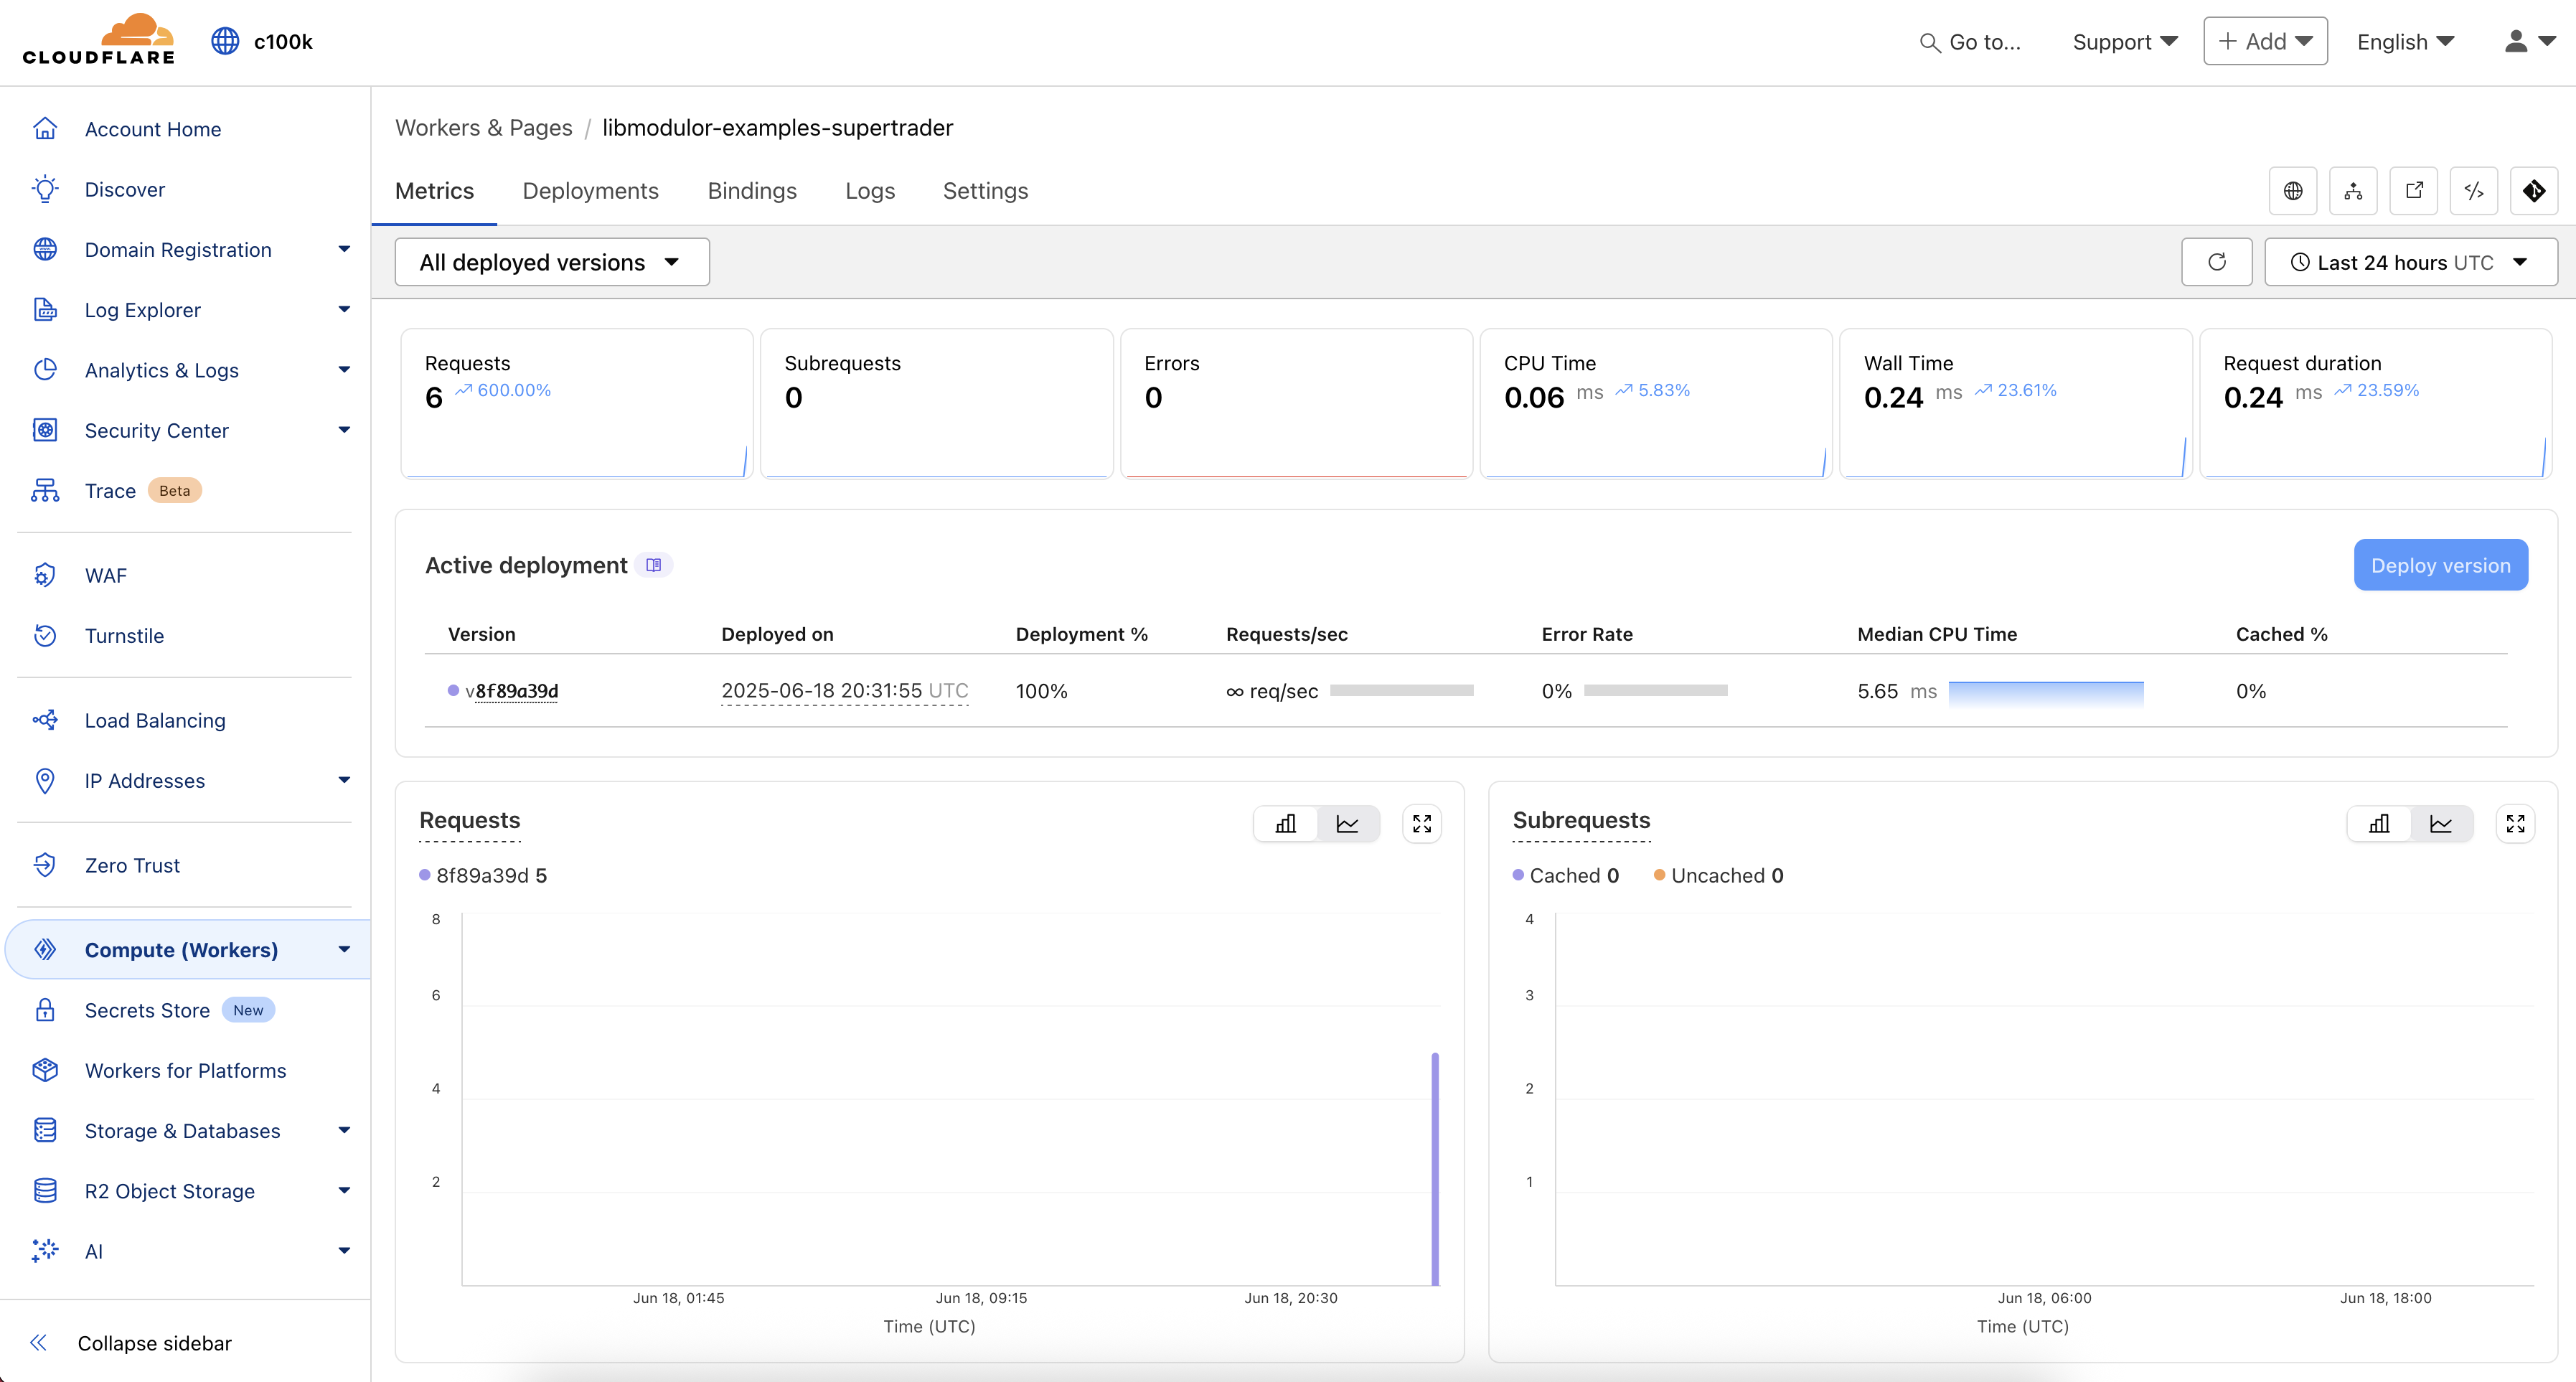 CLOUDFLARE
c100k
Go to...
Support
+ Add
English
Account Home
Discover
Domain Registration
Log Explorer
Analytics & Logs
Security Center
Trace Beta
WAF
Turnstile
Load Balancing
IP Addresses
Zero Trust
Compute (Workers)
Secrets Store New
Workers for Platforms
Storage & Databases
R2 Object Storage
AI
Collapse sidebar
Workers & Pages / libmodulor-examples-supertrader
Metrics Deployments Bindings Logs Settings
All deployed versions
Last 24 hours UTC
Requests
6 600.00%
Subrequests
0
Errors
0
CPU Time
0.06 ms 5.83%
Wall Time
0.24 ms 23.61%
Request duration
0.24 ms 23.59%
Active deployment
Deploy version
Version Deployed on Deployment % Requests/sec Error Rate Median CPU Time Cached %
v8f89a39d 2025-06-18 20:31:55 UTC 100% ∞ req/sec 0% 5.65 ms 0%
Requests
8f89a39d 5
8
6
4
2
Jun 18, 01:45 Jun 18, 09:15 Jun 18, 20:30
Time (UTC)
Subrequests
Cached 0 Uncached 0
4
3
2
1
Jun 18, 06:00 Jun 18, 18:00
Time (UTC)